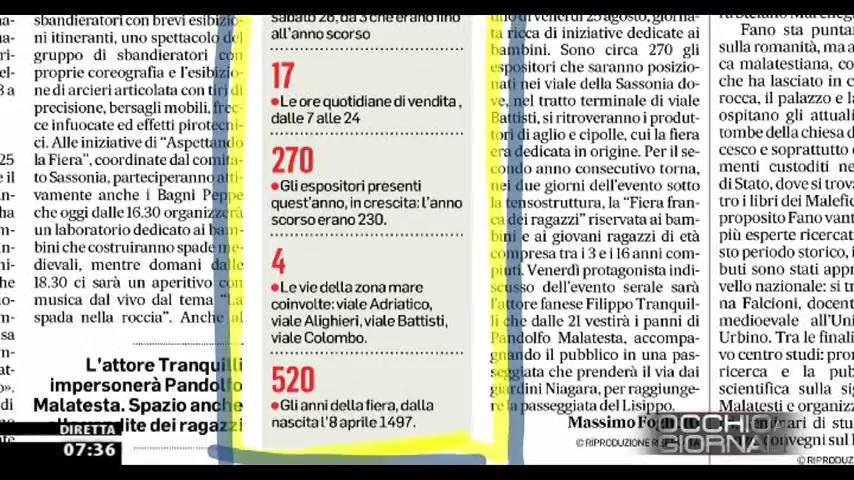 sbandieratori con brevi esibizio-
ni itineranti, uno spettacolo del
gruppo di sbandieratori con
proprie coreografia e l'esibizio-
ne di arcieri articolata con tiri di
precisione, bersagli mobili, frec-
ce infuocate ed effetti pirotecni-
ci. Alle iniziative di "Aspettando
la Fiera", coordinate dal comita-
to Sassonia, parteciperanno atti-
vamente anche i Bagni Peppe
che oggi dalle 16.30 organizzerà
un laboratorio dedicato ai bam-
bini che costruiranno spade me-
dievali, mentre domani dalle
18.30 ci sarà un aperitivo con
musica dal vivo dal tema "La
spada nella roccia". Anche al
L'attore Tranquilli
impersonerà Pandolfo
Malatesta. Spazio anche
dite dei ragazzi
sabato 26, da 3 che erano fino
all'anno scorso
17
•Le ore quotidiane di vendita,
dalle 7 alle 24
270
•Gli espositori presenti
quest'anno, in crescita: l'anno
scorso erano 230.
4
•Le vie della zona mare
coinvolte: viale Adriatico,
viale Alighieri, viale Battisti,
viale Colombo.
520
•Gli anni della fiera, dalla
nascita l'8 aprile 1497.
di venerdì 25 agosto, giorna-
ta ricca di iniziative dedicate ai
bambini. Sono circa 270 gli
espositori che saranno posizio-
nati nei viale della Sassonia do-
ve, nel tratto terminale di viale
Battisti, si ritroveranno i produt-
tori di aglio e cipolle, cui la fiera
era dedicata in origine. Per il se-
condo anno consecutivo torna,
nei due giorni dell'evento sotto
la tensostruttura, la "Fiera fran-
ca dei ragazzi" riservata ai bam-
bini e ai giovani ragazzi di età
compresa tra i 3 e i 16 anni com-
piuti. Venerdì protagonista indi-
scusso dell'evento serale sarà
l'attore fanese Filippo Tranquil-
li che dalle 21 vestirà i panni di
Pandolfo Malatesta, accompa-
gnando il pubblico in una pas-
seggiata che prenderà il via dai
giardini Niagara, per raggiunge-
re la passeggiata del Lisippo.
Massimo Foghetti
© RIPRODUZIONE RISERVATA
Fano sta puntan
sulla romanità, ma an
ca malatestiana, co
che ha lasciato in c
rocca, il palazzo e la
ospitano gli attuali
tombe della chiesa d
cesco e soprattutto
menti custoditi ne
di Stato, dove si trova
tro i libri dei Malefic
proposito Fano vant
più esperte ricercat
sto periodo storico, i
buti sono stati appr
vello nazionale: si tr
na Falcioni, docent
medioevale all'Uni
Urbino. Tra le finali
vo centro studi: pro
ricerca e la pub
scientifica sulla sig
Malatesti e organizz
di stu
convegni sul
© RIPRODUZ
DIRETTA
07:36
OCCHI
GIORNA